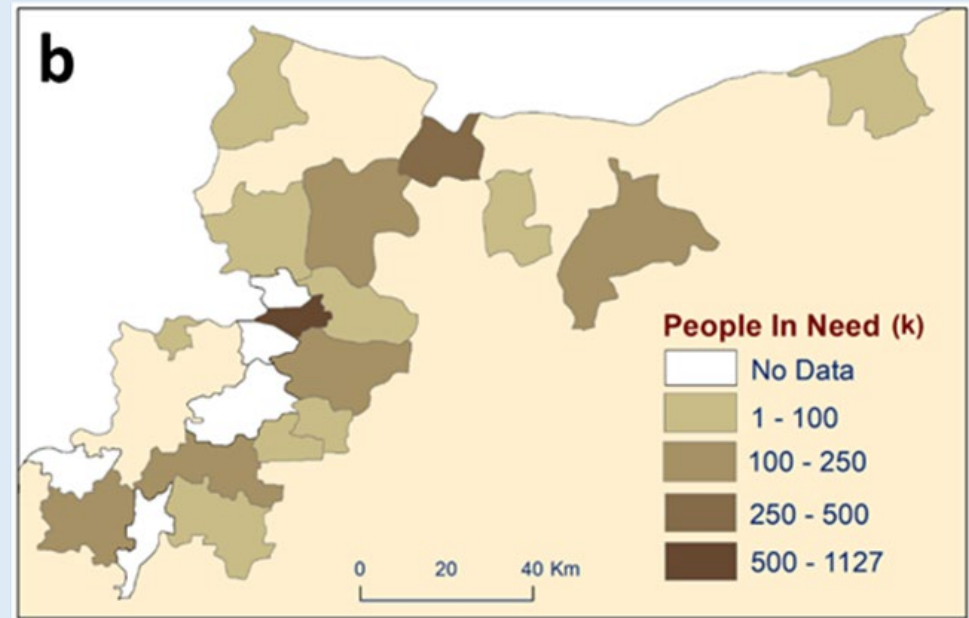 b
People In Need (k)
No Data
1 - 100
100 - 250
250 - 500
500 - 1127
0 20 40 Km